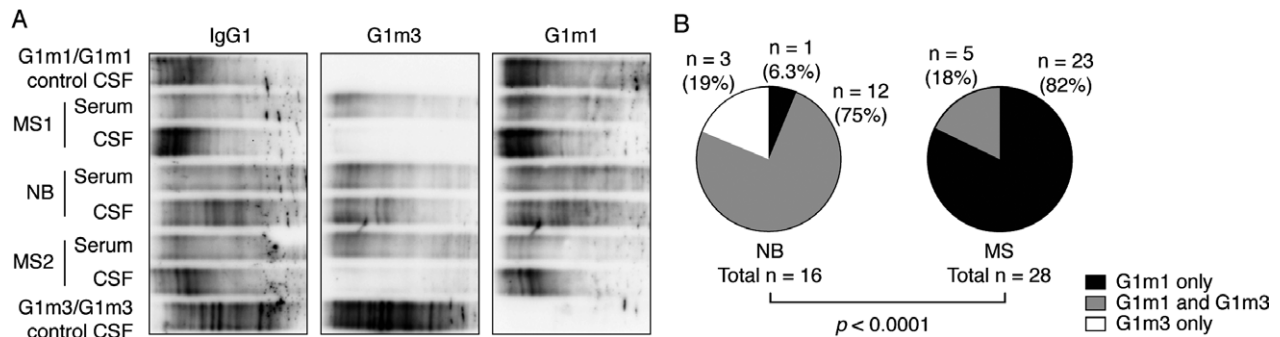 A
IgG1
G1m3
G1m1
G1m1/G1m1
control CSF
MS1
Serum
CSF
NB
Serum
CSF
MS2
Serum
CSF
G1m3/G1m3
control CSF
B
n = 3
(19%)
n = 1
(6.3%)
n = 12
(75%)
NB
Total n = 16
n = 5
(18%)
n = 23
(82%)
MS
Total n = 28
p < 0.0001
G1m1 only
G1m1 and G1m3
G1m3 only